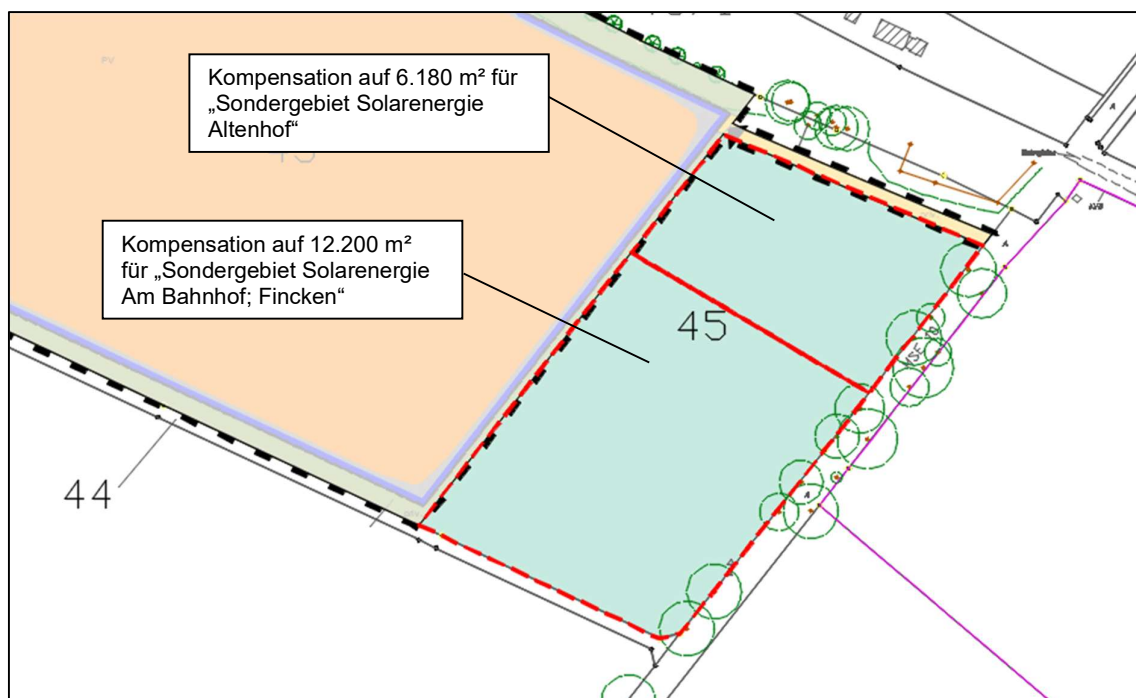 PV
Kompensation auf 6.180 m² für
„Sondergebiet Solarenergie
Altenhof“
Kompensation auf 12.200 m²
für „Sondergebiet Solarenergie
Am Bahnhof; Fincken“
45
44
A
A
A